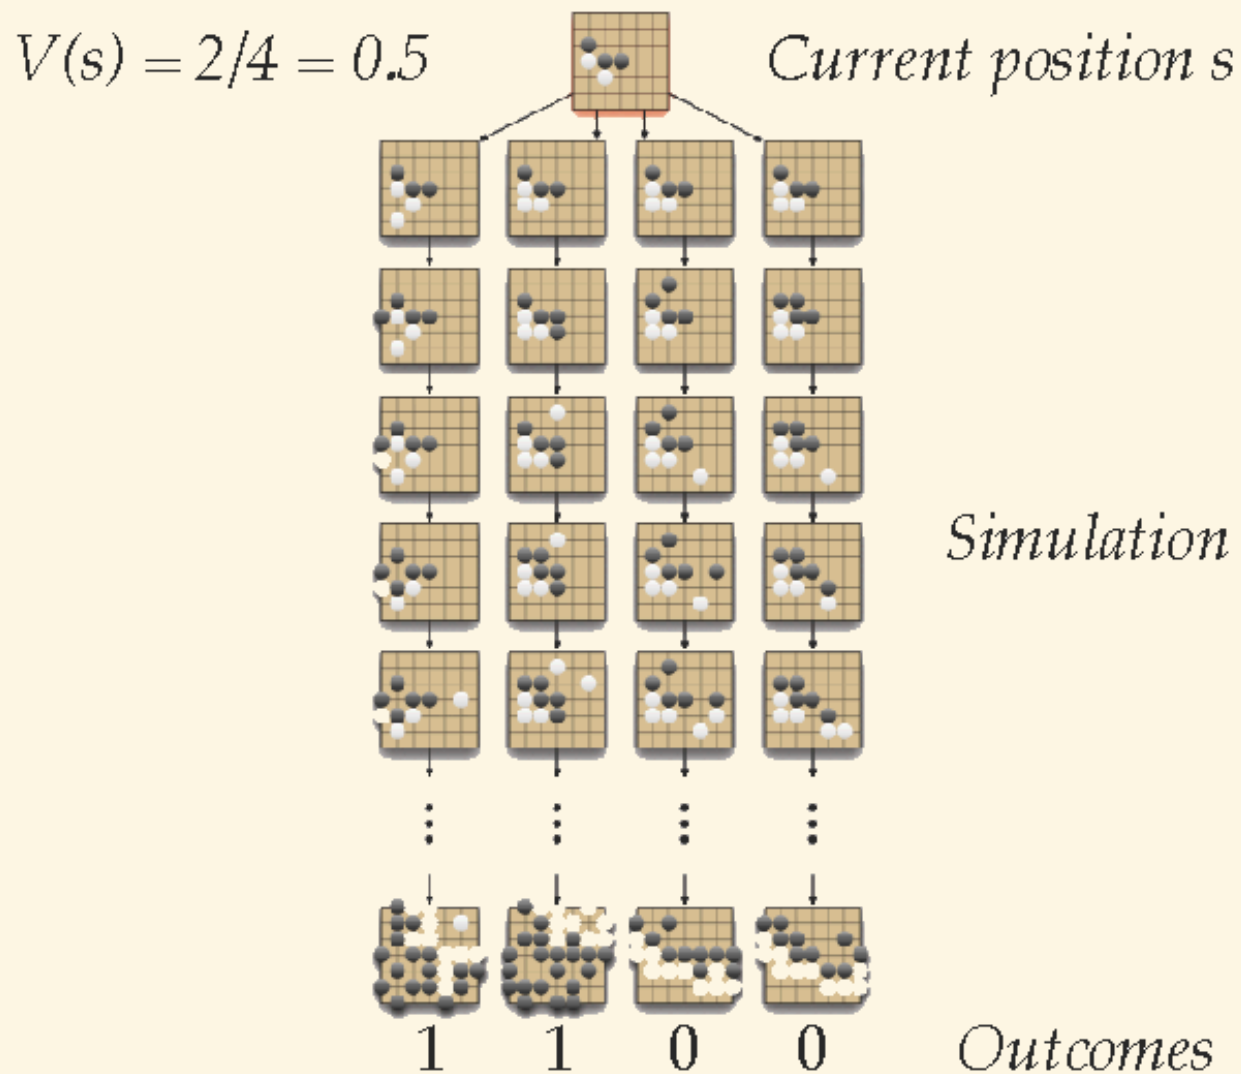 V(s) = 2/4 = 0.5
Current position s
Simulation
1 1 0 0
Outcomes